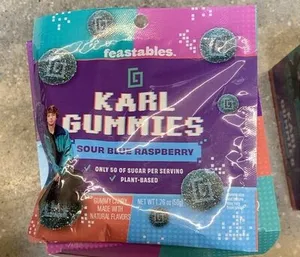 feastables.
KARL
GUMMIES
SOUR BLUE RASPBERRY
✓ ONLY 5G OF SUGAR PER SERVING
✓ PLANT-BASED
GUMMY CANDY
MADE WITH
NATURAL FLAVORS
NET WT 1.76 oz (50g)